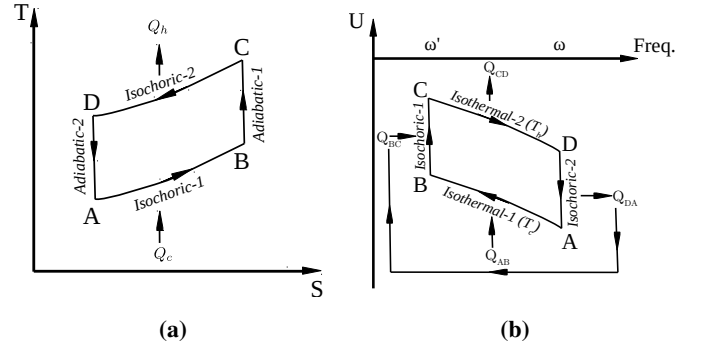 T
Q_h
C
Isochoric-2
D
Adiabatic-2
Adiabatic-1
B
Isochoric-1
A
Q_c
S
(a)
U
ω'
ω
Freq.
Q_CD
C
Isothermal-2 (T_h)
Q_BC
Isochoric-1
D
B
Isochoric-2
Isothermal-1 (T_c)
Q_DA
A
Q_AB
(b)